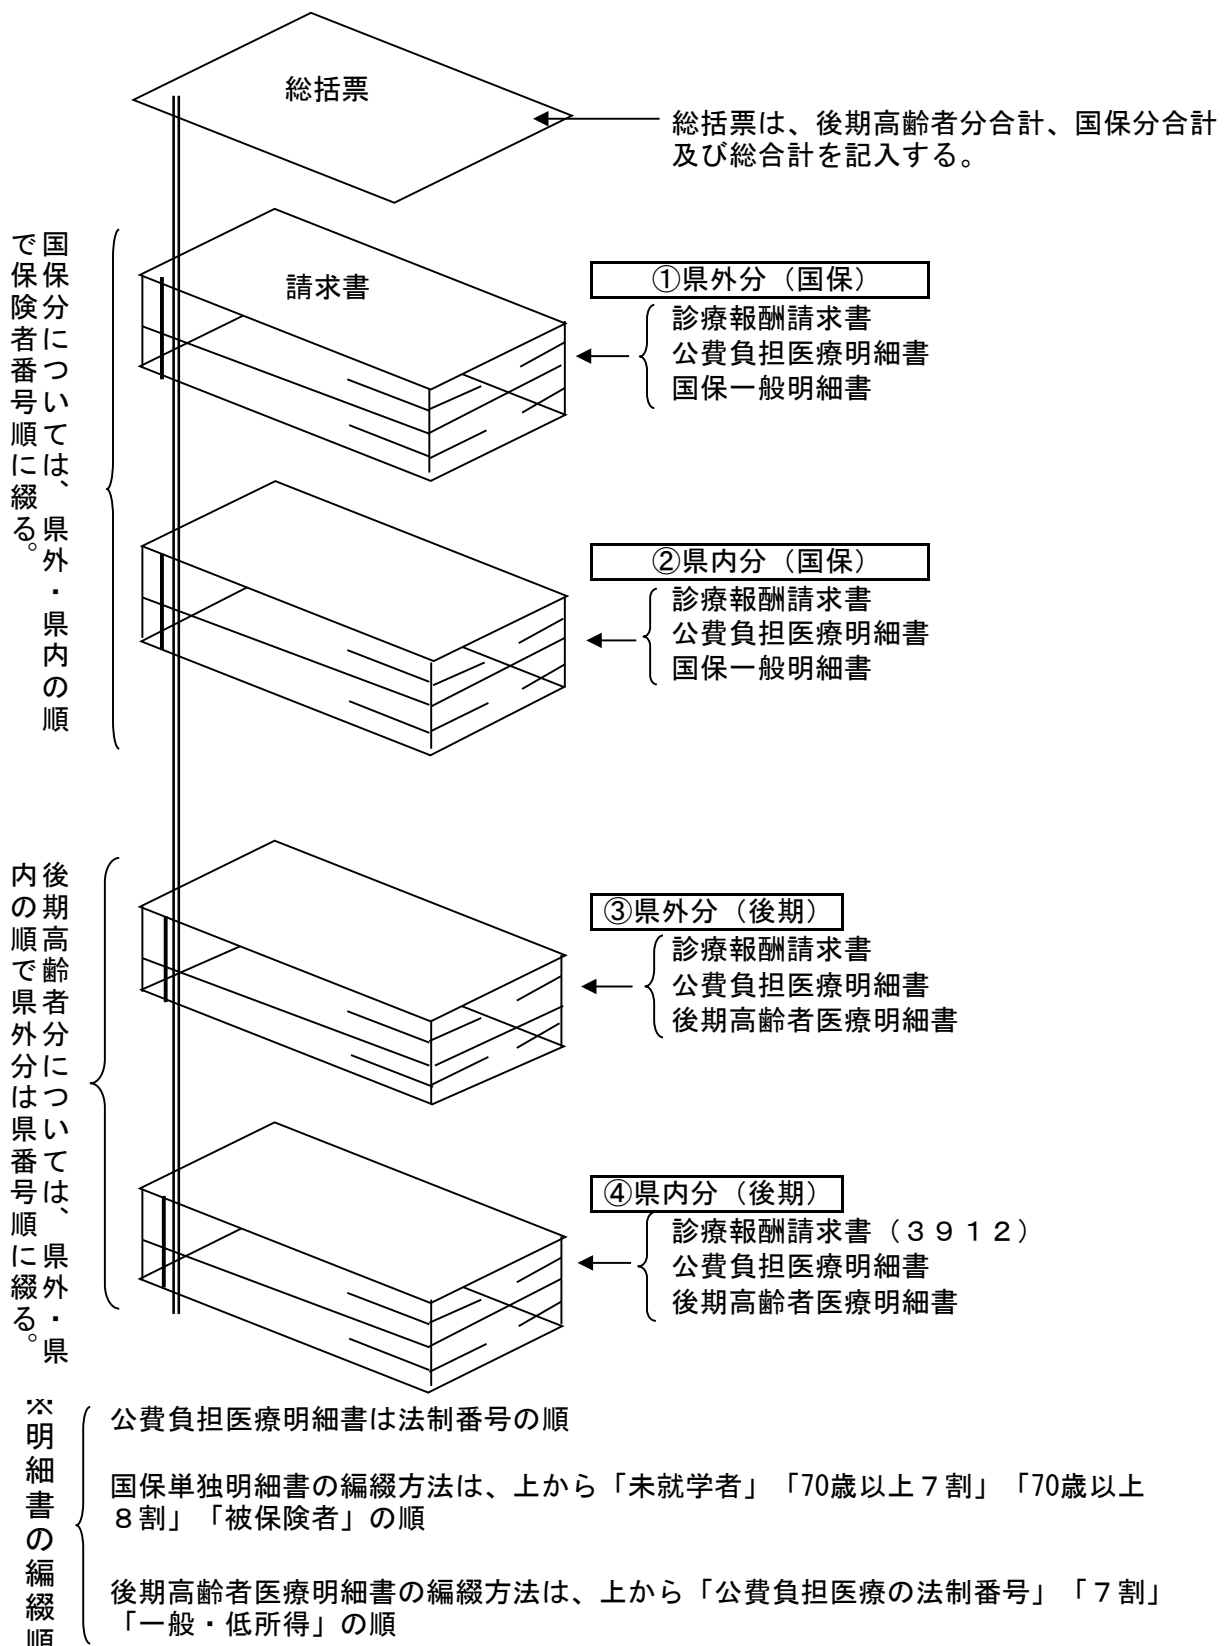 総括票
総括票は、後期高齢者分合計、国保分合計
及び総合計を記入する。
国保分については、県外・県内の順
で保険者番号順に綴る。
請求書
①県外分（国保）
診療報酬請求書
公費負担医療明細書
国保一般明細書
②県内分（国保）
診療報酬請求書
公費負担医療明細書
国保一般明細書
後期高齢者分については、県外・県
内の順で県外分は県番号順に綴る。
③県外分（後期）
診療報酬請求書
公費負担医療明細書
後期高齢者医療明細書
④県内分（後期）
診療報酬請求書（３９１２）
公費負担医療明細書
後期高齢者医療明細書
※明細書の編綴順
公費負担医療明細書は法制番号の順
国保単独明細書の編綴方法は、上から「未就学者」「70歳以上７割」「70歳以上
８割」「被保険者」の順
後期高齢者医療明細書の編綴方法は、上から「公費負担医療の法制番号」「７割」
「一般・低所得」の順